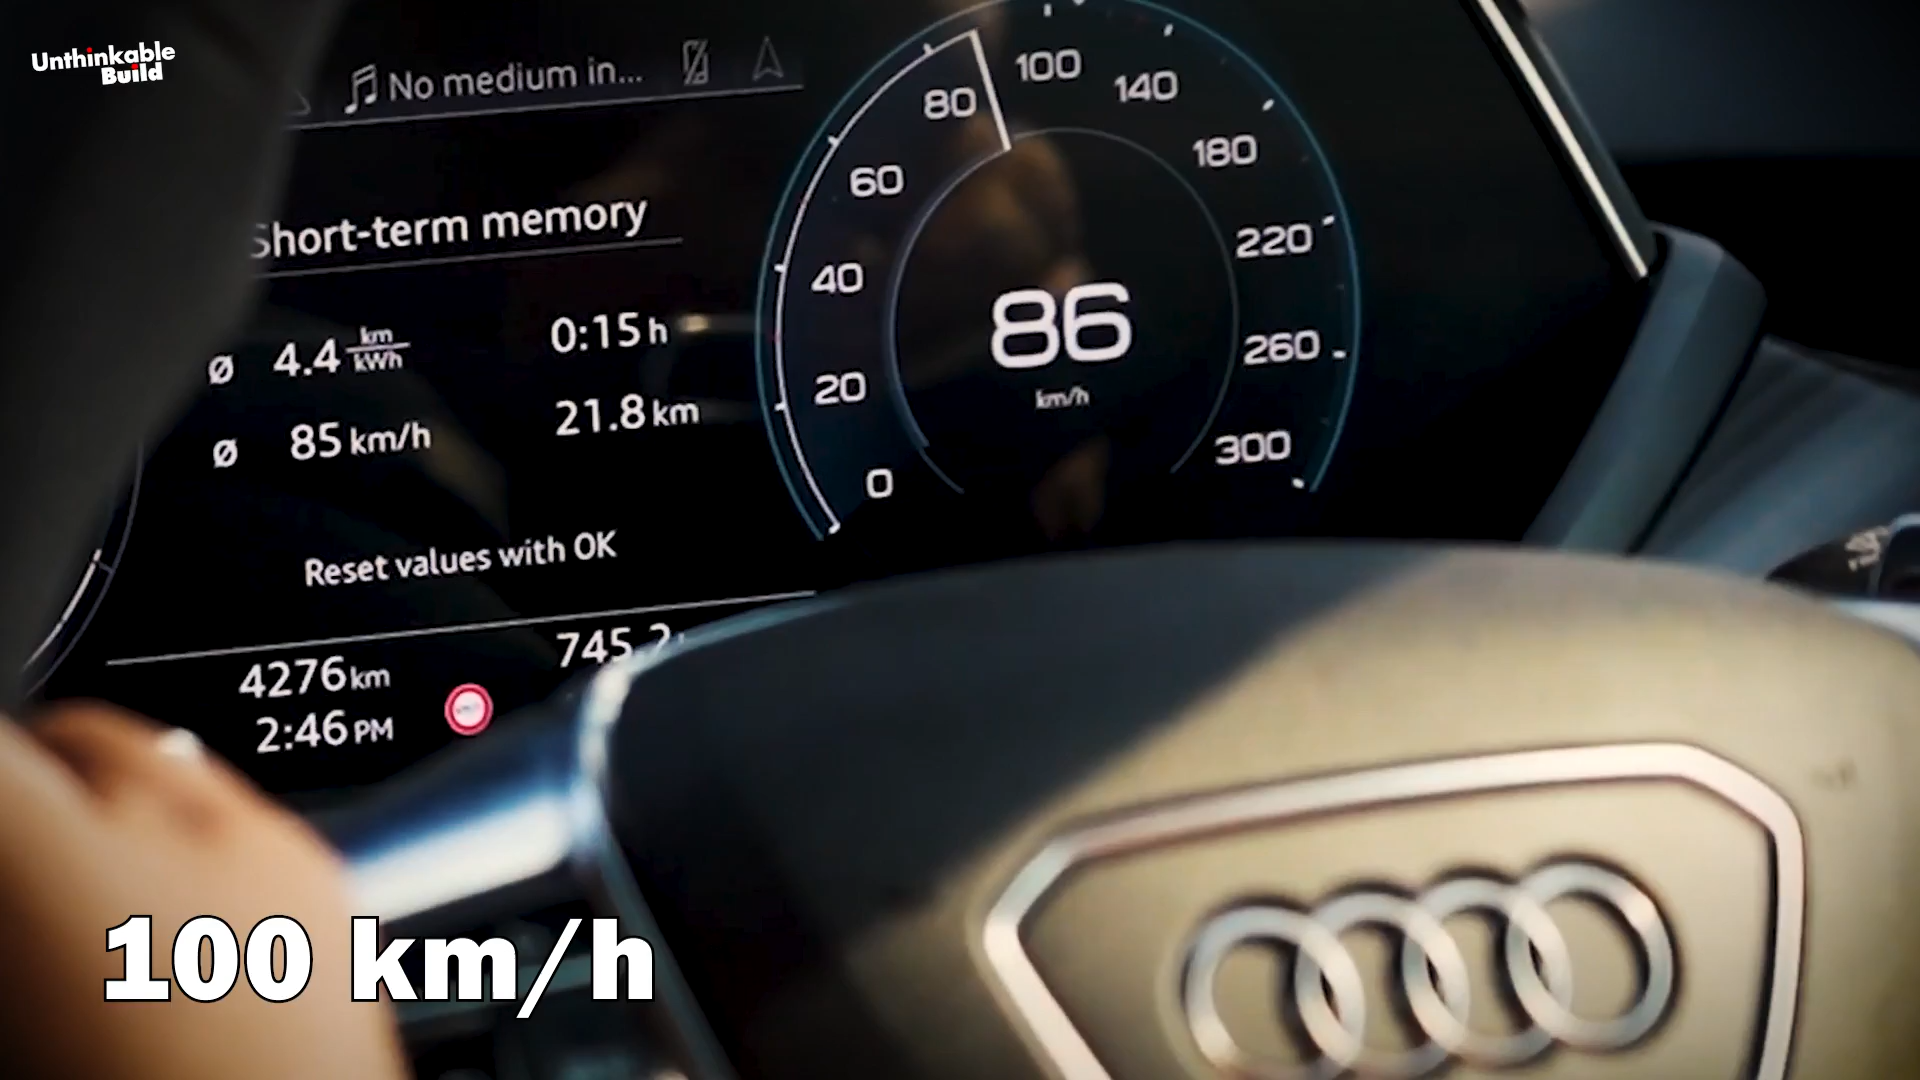 Unthinkable
Build
No medium in...
Short-term memory
Ø 4.4 km/kWh 0:15 h
Ø 85 km/h 21.8 km
Reset values with OK
4276 km 745.2
2:46 PM
0
20
40
60
80
100
140
180
220
260
300
86
km/h
100 km/h